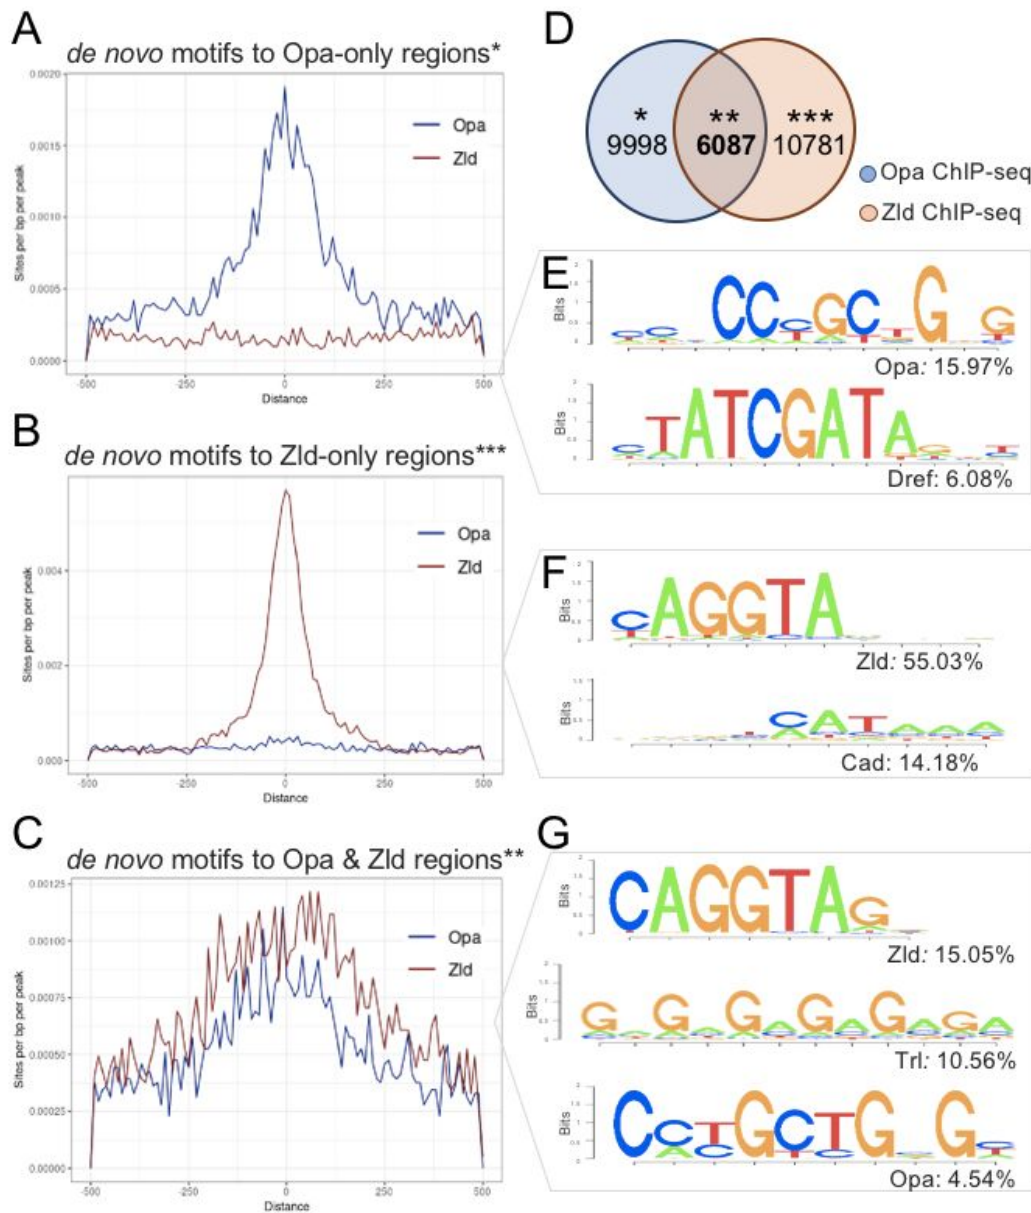 A
de novo motifs to Opa-only regions*
0.0020
0.0015
0.0010
0.0005
0.0000
Sites per bp per peak
Opa
Zld
-500
-250
0
250
500
Distance
B
de novo motifs to Zld-only regions***
0.004
0.002
0.000
Sites per bp per peak
Opa
Zld
-500
-250
0
250
500
Distance
C
de novo motifs to Opa & Zld regions**
0.00125
0.00100
0.00075
0.00050
0.00025
0.00000
Sites per bp per peak
Opa
Zld
-500
-250
0
250
500
Distance
D
* ** ***
9998 6087 10781
Opa ChIP-seq
Zld ChIP-seq
E
Bits
Opa: 15.97%
Bits
TATCGATA
Dref: 6.08%
F
Bits
CAGGTA
Zld: 55.03%
Bits
CATAAA
Cad: 14.18%
G
Bits
CAGGTAG
Zld: 15.05%
Bits
Trl: 10.56%
Bits
Opa: 4.54%